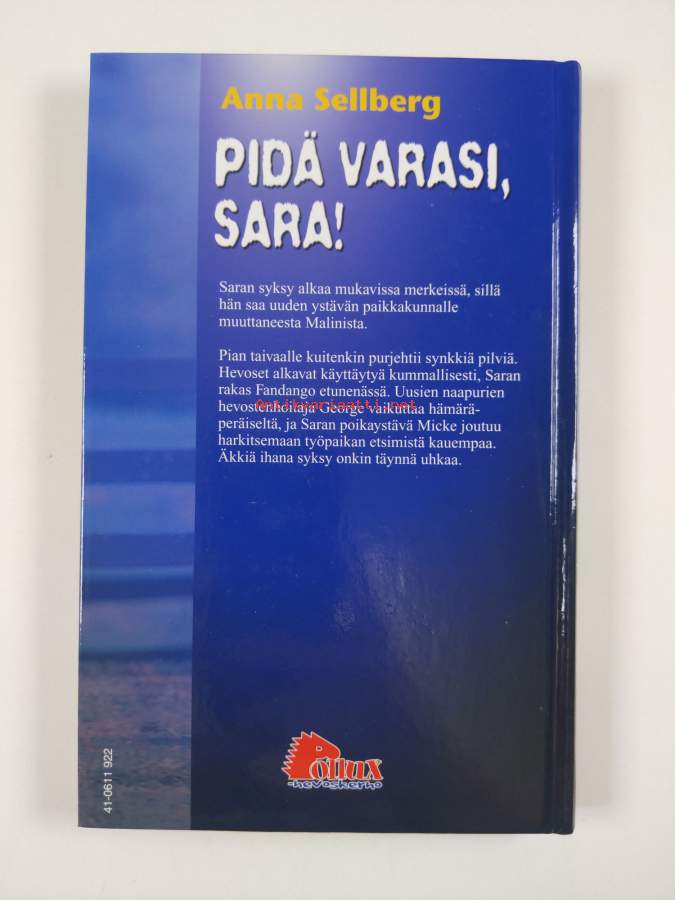 Anna Sellberg
PIDÄ VARASI,
SARA!
Saran syksy alkaa mukavissa merkeissä, sillä
hän saa uuden ystävän paikkakunnalle
muuttaneesta Malinista.
Pian taivaalle kuitenkin purjehtii synkkiä pilviä.
Hevoset alkavat käyttäytyä kummallisesti, Saran
rakas Fandango etunenässä. Uusien naapurien
antikvariaatti.net
hevostenhoitaja George vaikuttaa hämärä-
peräiseltä, ja Saran poikaystävä Micke joutuu
harkitsemaan työpaikan etsimistä kauempaa.
Äkkiä ihana syksy onkin täynnä uhkaa.
Pollux
-hevoskerho
41-0611 922